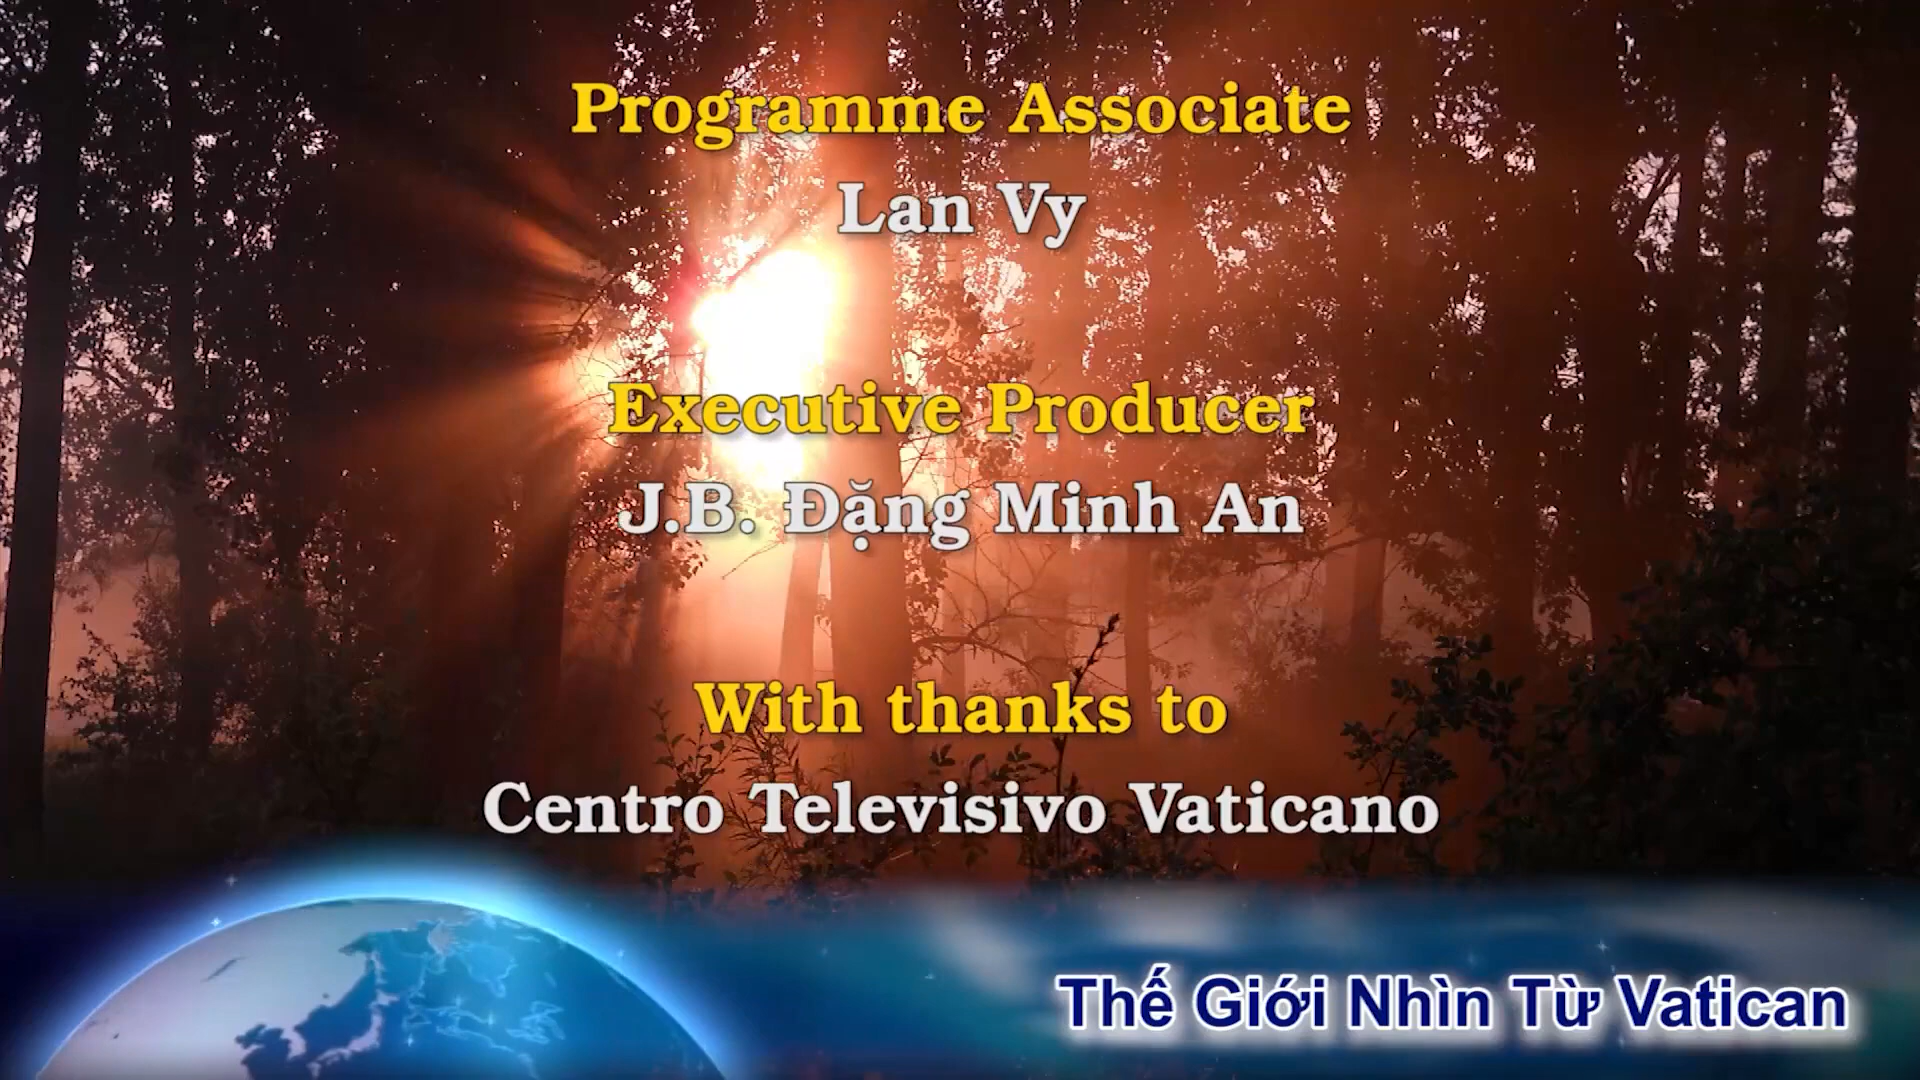 Programme Associate
Lan Vy
Executive Producer
J.B. Đặng Minh An
With thanks to
Centro Televisivo Vaticano
Thế Giới Nhìn Từ Vatican